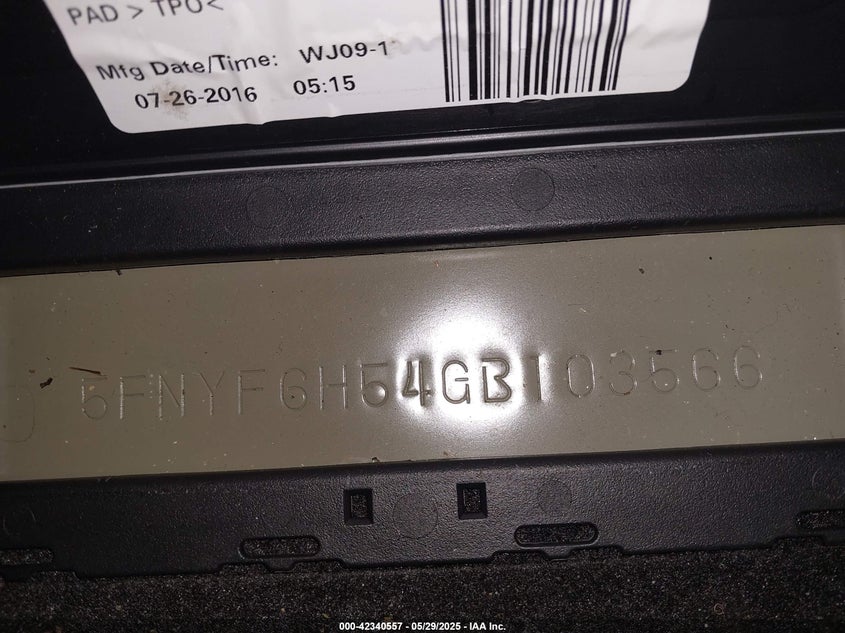 PAD > TPO<
Mfg Date/Time: WJ09-1
07-26-2016 05:15
5FNYF6H54GB103566
000-42340557 - 05/29/2025 - IAA Inc.